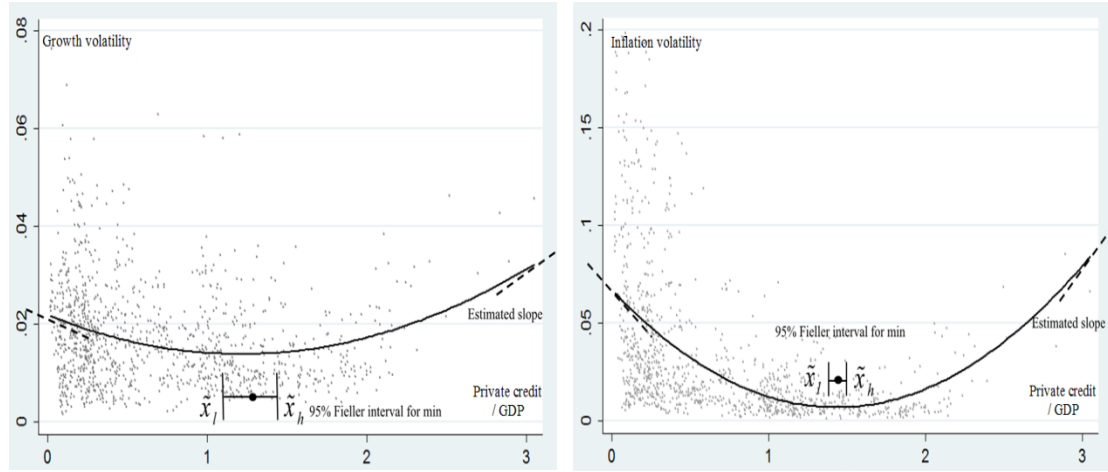 Growth volatility
.08
.06
.04
.02
0
Estimated slope
Private credit
/ GDP
x̃l x̃h 95% Fieller interval for min
0 1 2 3
Inflation volatility
.2
.15
.1
.05
0
95% Fieller interval for min
x̃l x̃h
Estimated slope
Private credit
/ GDP
0 1 2 3